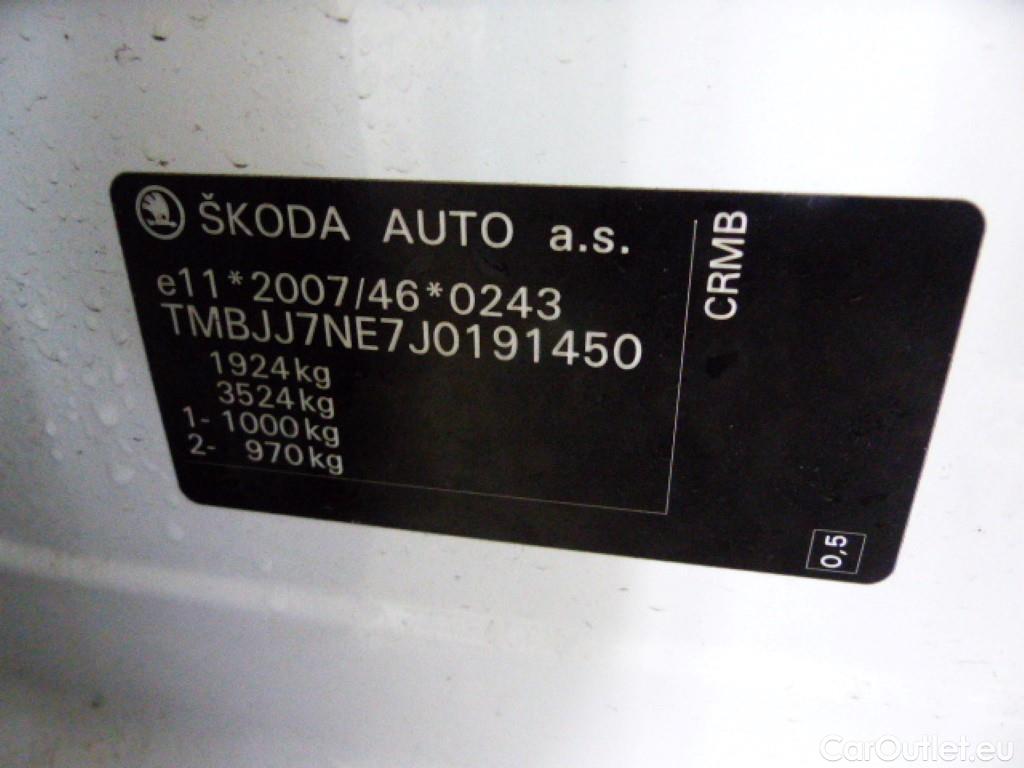 ŠKODA AUTO a.s.
e11*2007/46*0243
TMBJJ7NE7J0191450
1924kg
3524kg
1- 1000kg
2- 970kg
CRMB
0,5
CarOutlet.eu